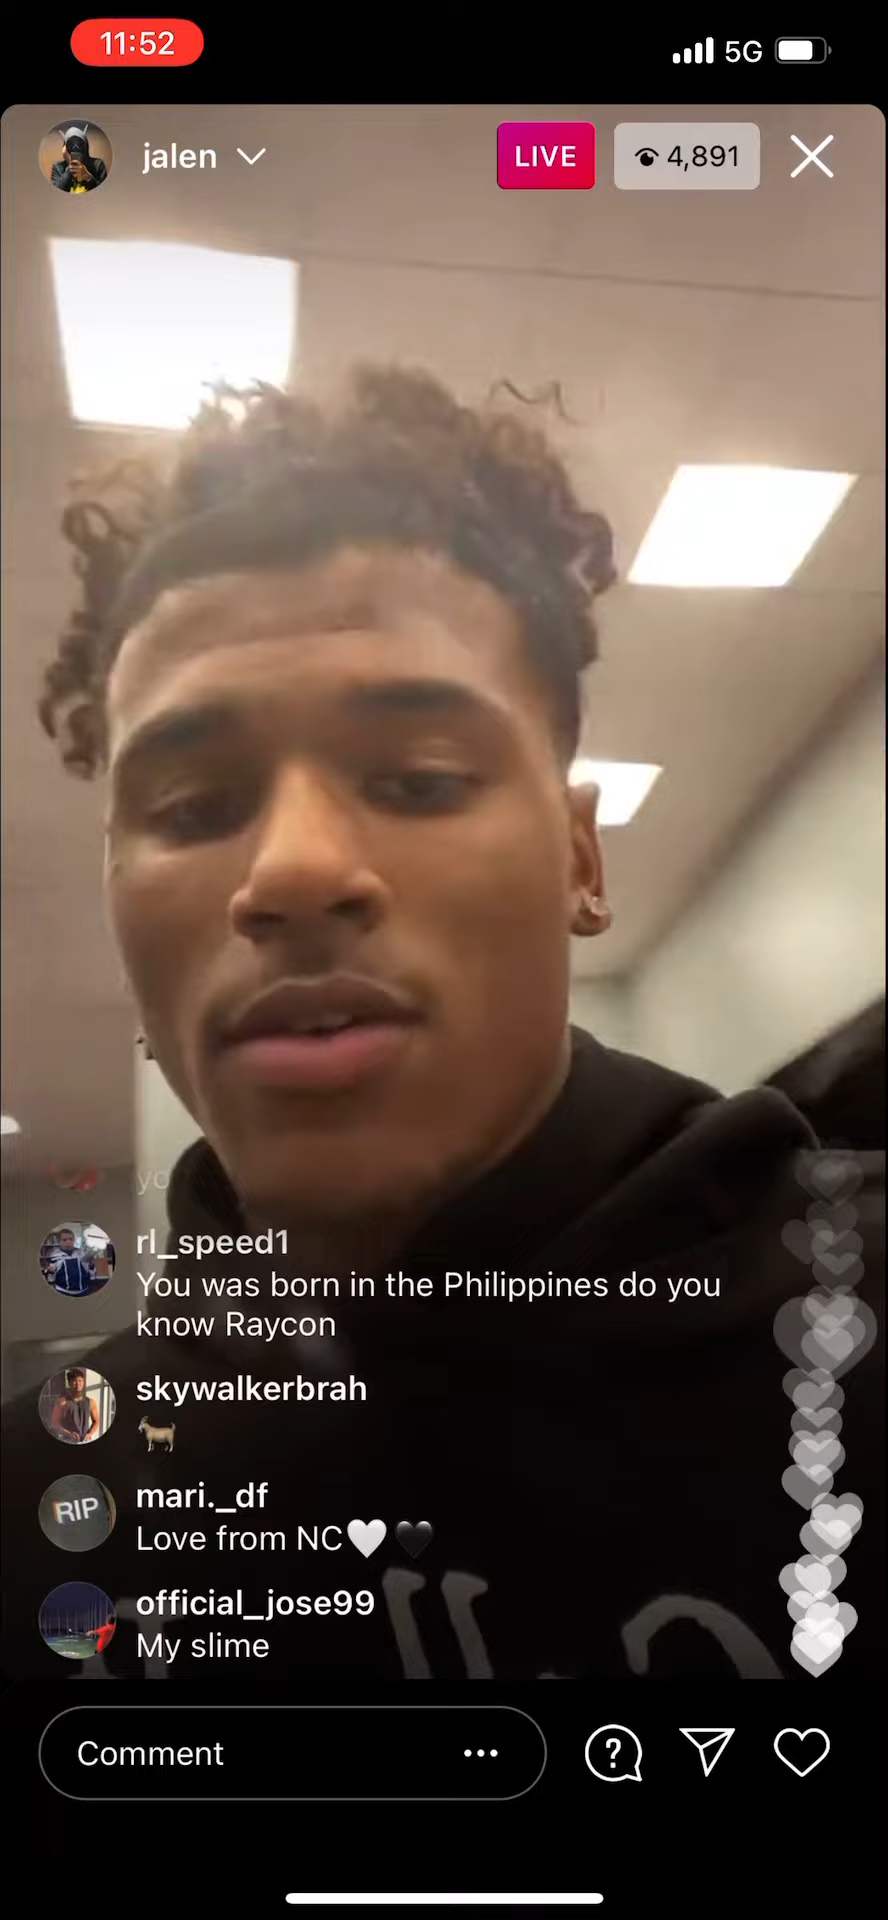 11:52
5G
jalen
LIVE
4,891
yo
rl_speed1
You was born in the Philippines do you
know Raycon
skywalkerbrah
🐐
RIP
mari._df
Love from NC🤍🖤
official_jose99
My slime
Comment